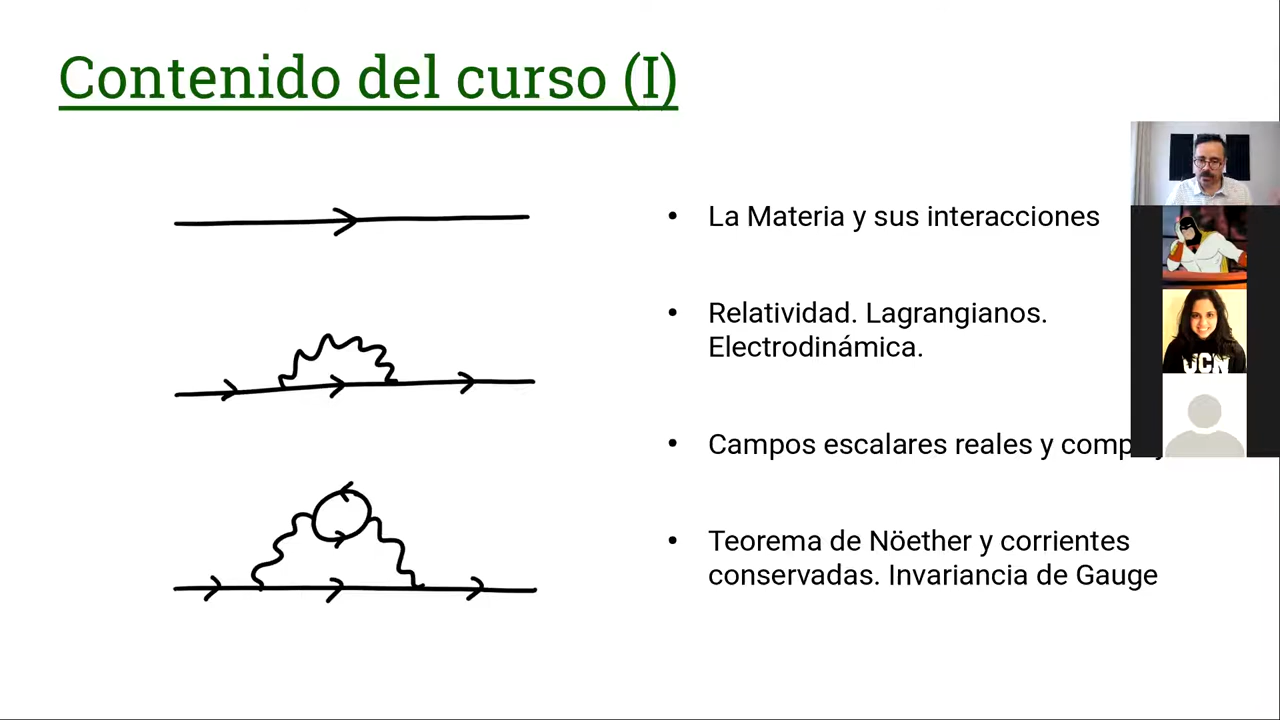 Contenido del curso (I)
La Materia y sus interacciones
Relatividad. Lagrangianos.
Electrodinámica.
Campos escalares reales y
Teorema de Nöether y corrientes
conservadas. Invariancia de Gauge
UCN